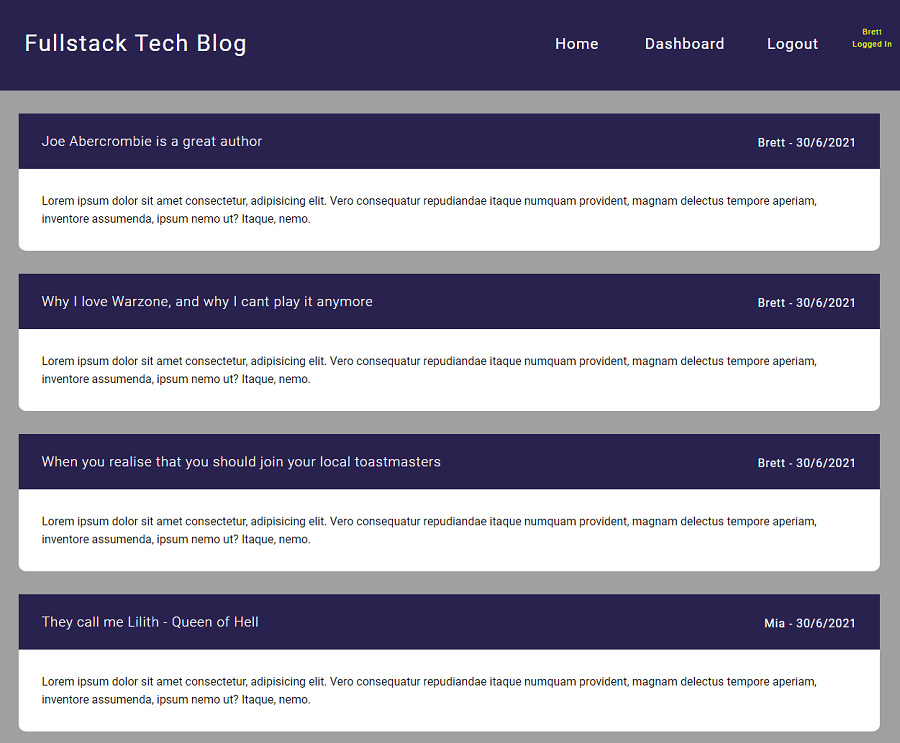 Fullstack Tech Blog
Home Dashboard Logout
Brett
Logged In
Joe Abercrombie is a great author
Brett - 30/6/2021
Lorem ipsum dolor sit amet consectetur, adipisicing elit. Vero consequatur repudiandae itaque numquam provident, magnam delectus tempore aperiam,
inventore assumenda, ipsum nemo ut? Itaque, nemo.
Why I love Warzone, and why I cant play it anymore
Brett - 30/6/2021
Lorem ipsum dolor sit amet consectetur, adipisicing elit. Vero consequatur repudiandae itaque numquam provident, magnam delectus tempore aperiam,
inventore assumenda, ipsum nemo ut? Itaque, nemo.
When you realise that you should join your local toastmasters
Brett - 30/6/2021
Lorem ipsum dolor sit amet consectetur, adipisicing elit. Vero consequatur repudiandae itaque numquam provident, magnam delectus tempore aperiam,
inventore assumenda, ipsum nemo ut? Itaque, nemo.
They call me Lilith - Queen of Hell
Mia - 30/6/2021
Lorem ipsum dolor sit amet consectetur, adipisicing elit. Vero consequatur repudiandae itaque numquam provident, magnam delectus tempore aperiam,
inventore assumenda, ipsum nemo ut? Itaque, nemo.